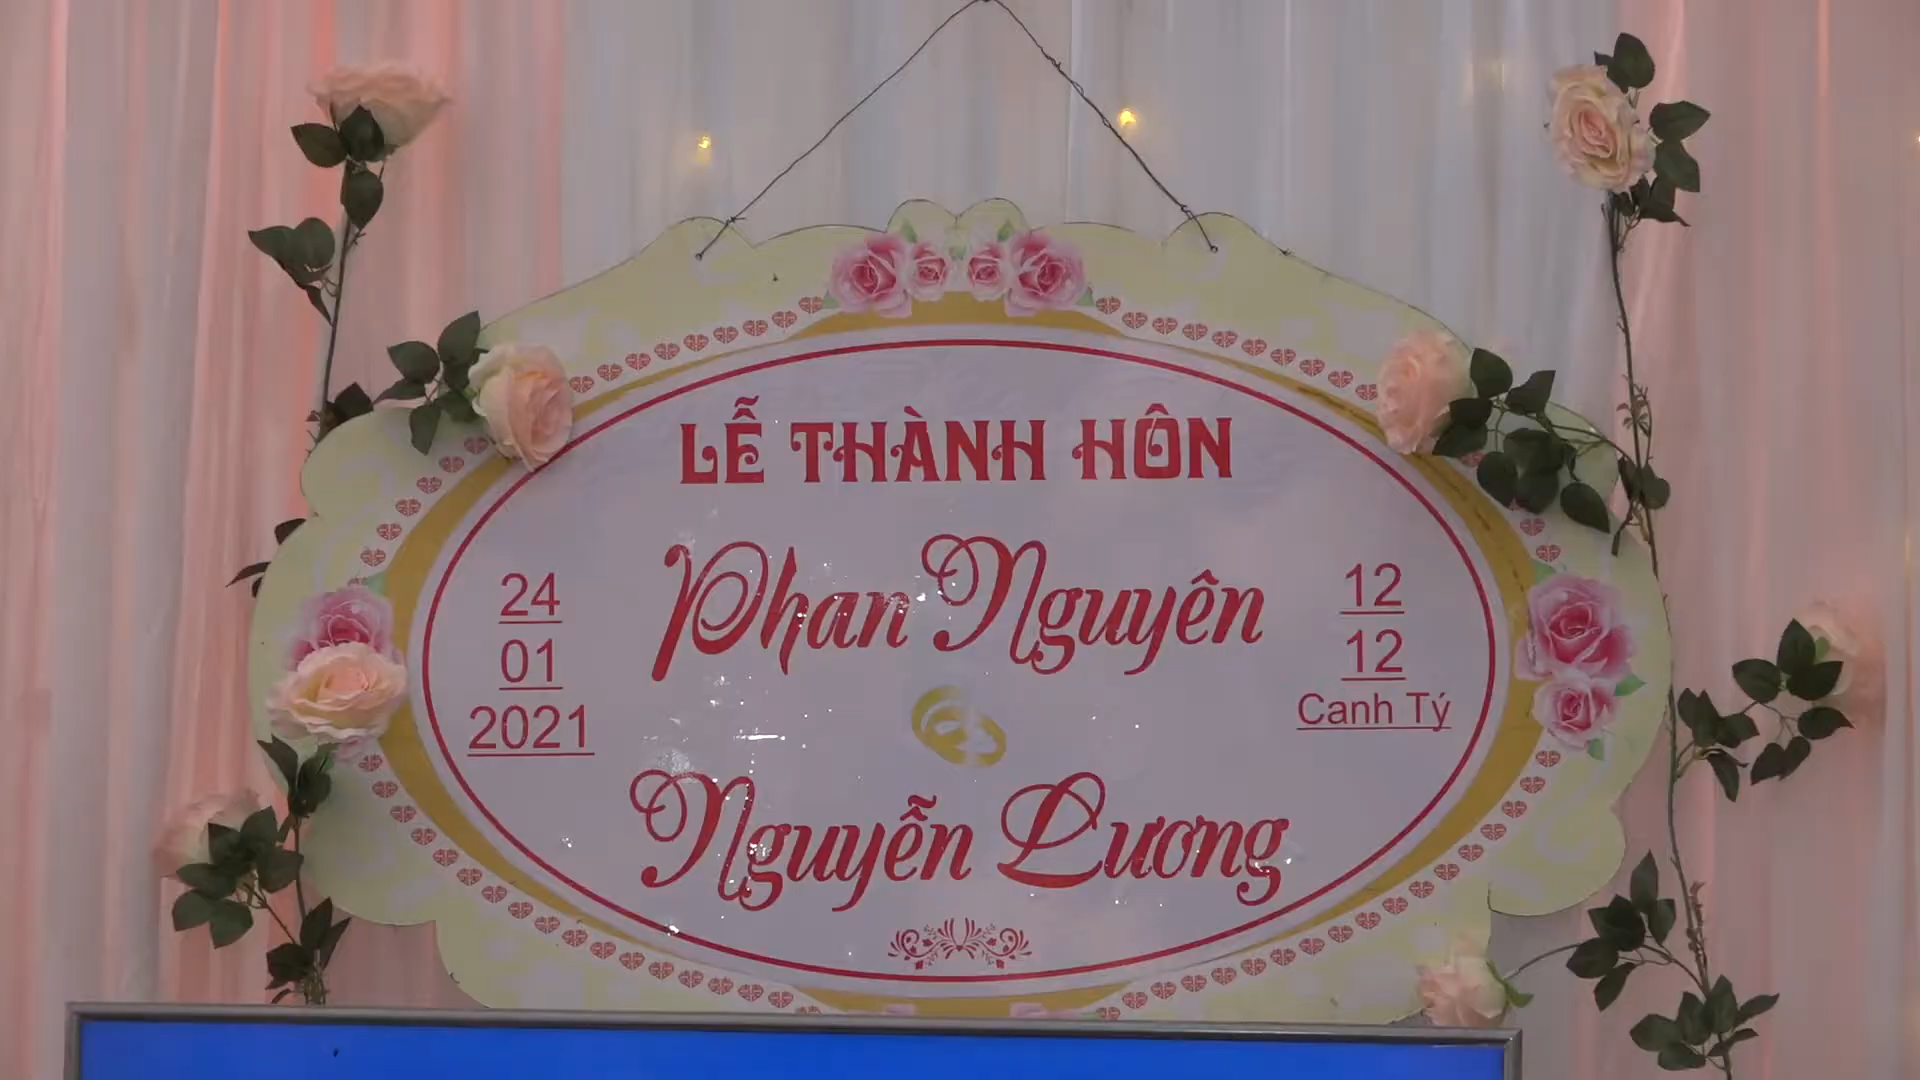 LỄ THÀNH HÔN
Phan Nguyên
24
01
2021
12
12
Canh Tý
Nguyễn Lương